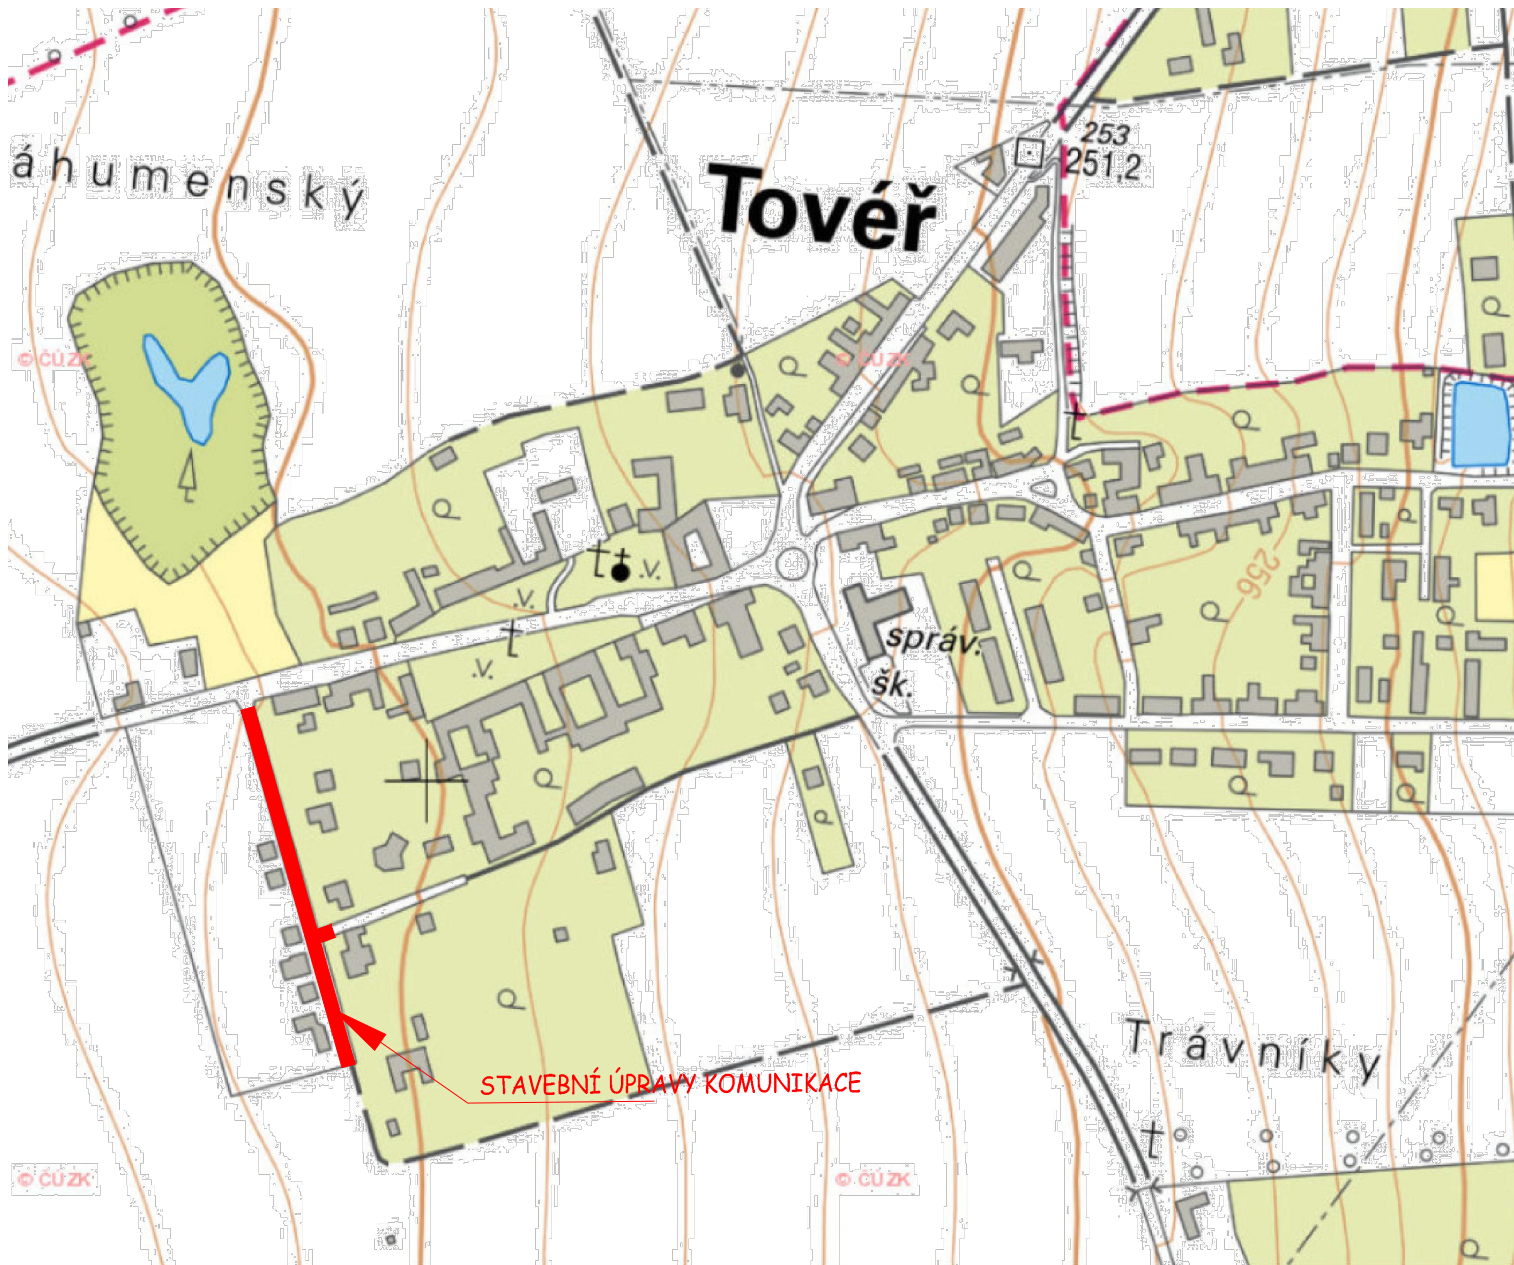 253
251,2
áhumenský
Tovéř
© ČÚZK
© ČÚZK
.v.
.v.
.v.
256
správ.
šk.
Trávníky
STAVEBNÍ ÚPRAVY KOMUNIKACE
© ČÚZK
© ČÚZK